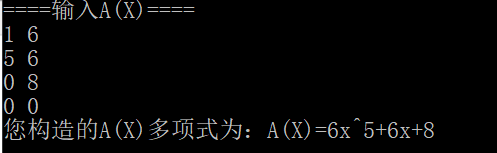 ====输入A(X)====
1 6
5 6
0 8
0 0
您构造的A(X)多项式为: A(X)=6x^5+6x+8